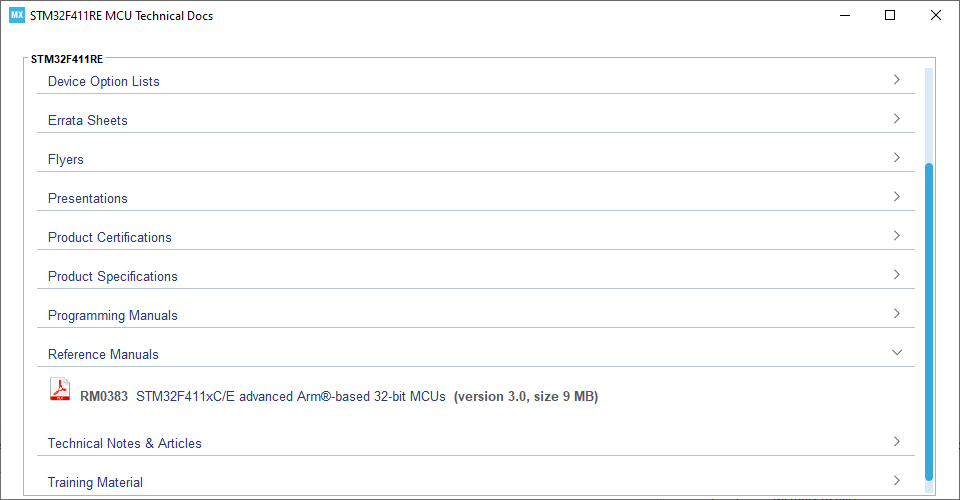 MX STM32F411RE MCU Technical Docs
STM32F411RE
Device Option Lists
Errata Sheets
Flyers
Presentations
Product Certifications
Product Specifications
Programming Manuals
Reference Manuals
RM0383 STM32F411xC/E advanced Arm®-based 32-bit MCUs (version 3.0, size 9 MB)
Technical Notes & Articles
Training Material